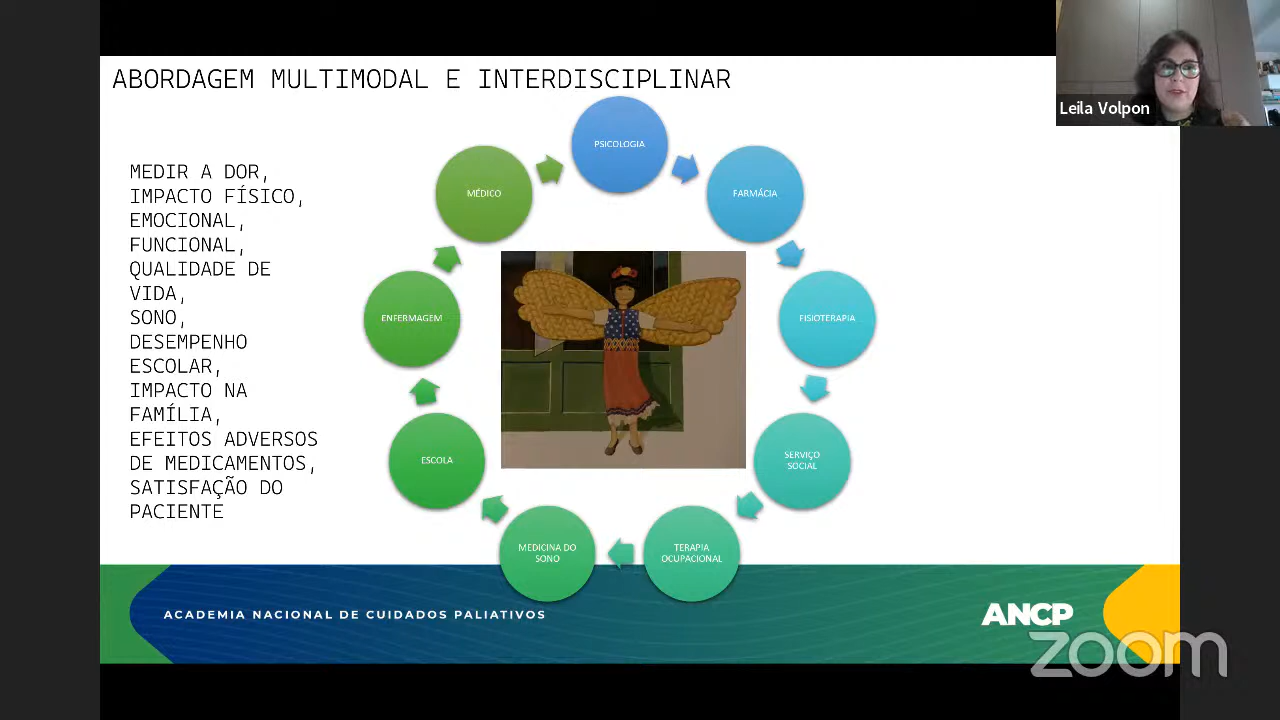 ABORDAGEM MULTIMODAL E INTERDISCIPLINAR
Leila Volpon
MEDIR A DOR,
IMPACTO FÍSICO,
EMOCIONAL,
FUNCIONAL,
QUALIDADE DE
VIDA,
SONO,
DESEMPENHO
ESCOLAR,
IMPACTO NA
FAMÍLIA,
EFEITOS ADVERSOS
DE MEDICAMENTOS,
SATISFAÇÃO DO
PACIENTE
PSICOLOGIA
FARMÁCIA
FISIOTERAPIA
SERVIÇO
SOCIAL
TERAPIA
OCUPACIONAL
MEDICINA DO
SONO
ESCOLA
ENFERMAGEM
MÉDICO
ACADEMIA NACIONAL DE CUIDADOS PALIATIVOS
ANCP
zoom